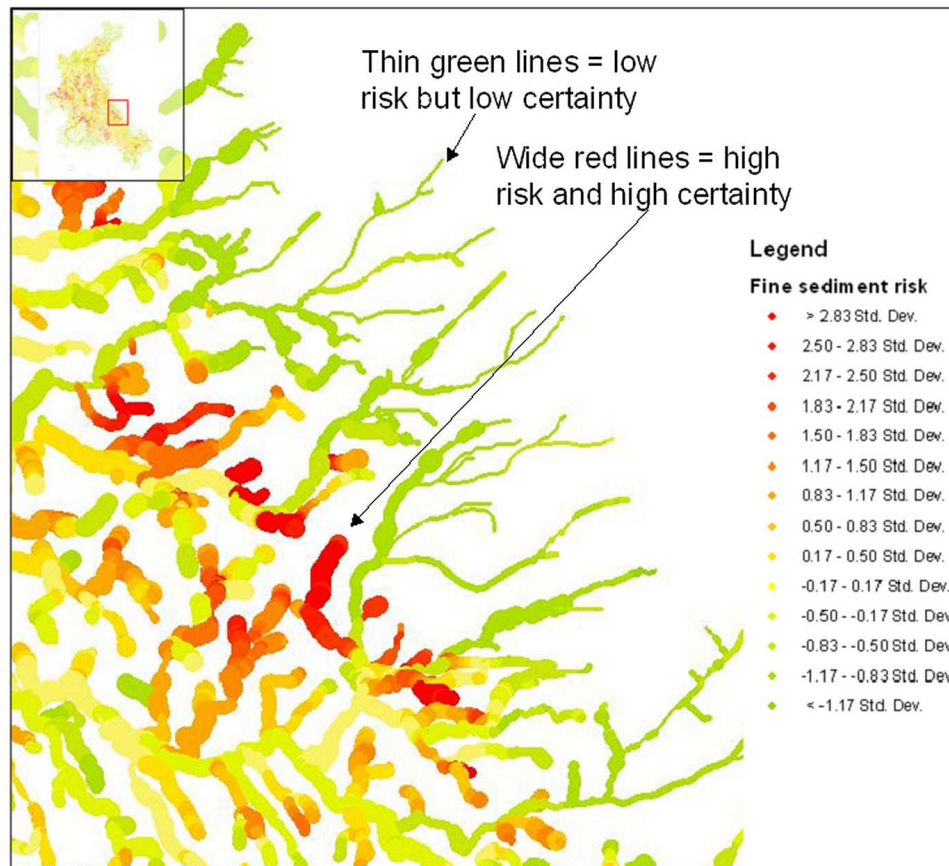 Thin green lines = low
risk but low certainty
Wide red lines = high
risk and high certainty
Legend
Fine sediment risk
> 2.83 Std. Dev.
2.50 - 2.83 Std. Dev.
2.17 - 2.50 Std. Dev.
1.83 - 2.17 Std. Dev.
1.50 - 1.83 Std. Dev.
1.17 - 1.50 Std. Dev.
0.83 - 1.17 Std. Dev.
0.50 - 0.83 Std. Dev.
0.17 - 0.50 Std. Dev.
-0.17 - 0.17 Std. Dev.
-0.50 - -0.17 Std. Dev
-0.83 - -0.50 Std. Dev
-1.17 - -0.83 Std. Dev
< -1.17 Std. Dev.